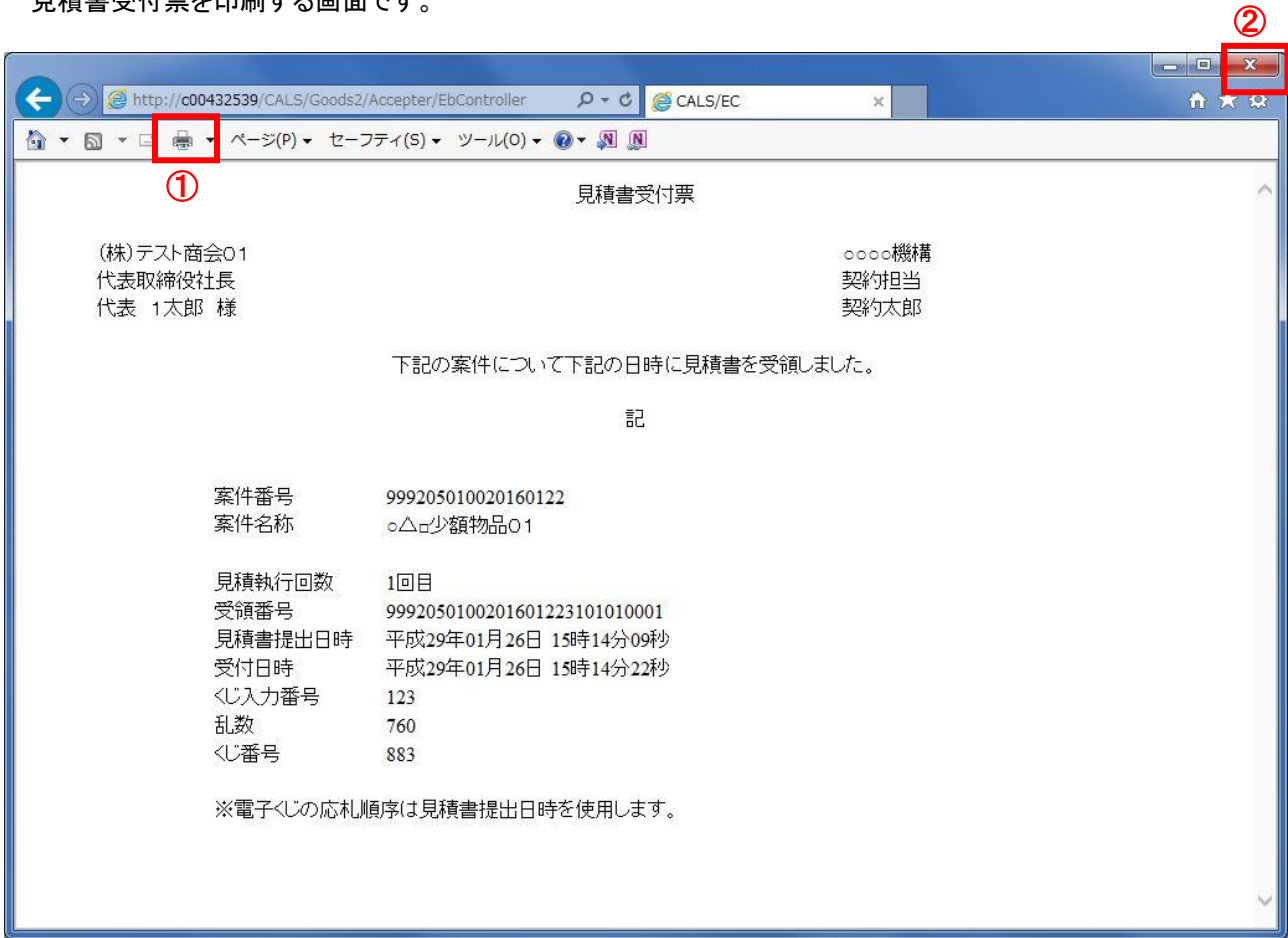 見積書受付票を印刷する画面です。
②
http://c00432539/CALS/Goods2/Accepter/EbController
CALS/EC
ページ(P) セーフティ(S) ツール(O)
①
見積書受付票
(株)テスト商会01 ○○○○機構
代表取締役社長 契約担当
代表 1太郎 様 契約太郎
下記の案件について下記の日時に見積書を受領しました。
記
案件番号 999205010020160122
案件名称 ○△□少額物品01
見積執行回数 1回目
受領番号 9992050100201601223101010001
見積書提出日時 平成29年01月26日 15時14分09秒
受付日時 平成29年01月26日 15時14分22秒
くじ入力番号 123
乱数 760
くじ番号 883
※電子くじの応札順序は見積書提出日時を使用します。